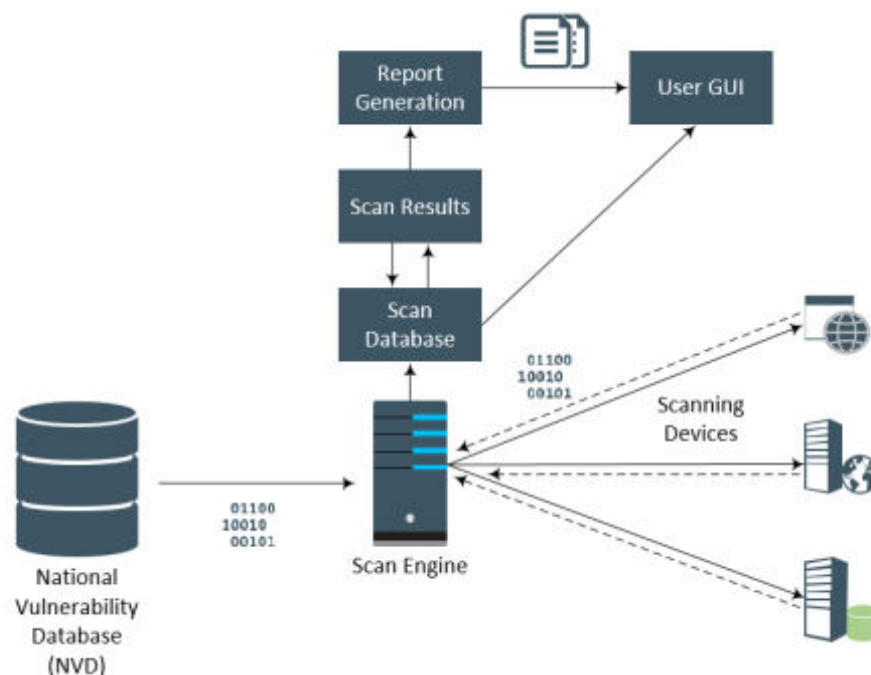 Report
Generation
User GUI
Scan Results
Scan
Database
01100
10010
00101
Scanning
Devices
01100
10010
00101
Scan Engine
National
Vulnerability
Database
(NVD)